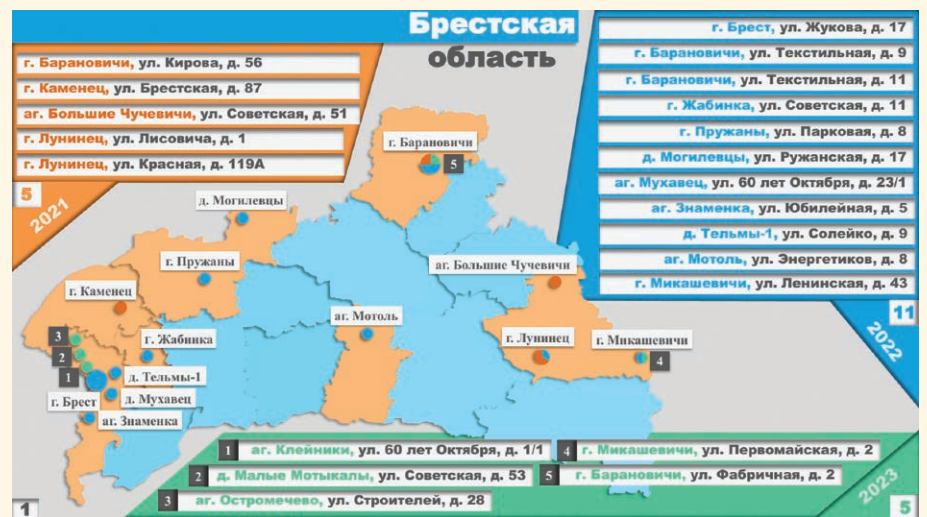 Брестская
область
г. Барановичи, ул. Кирова, д. 56
г. Каменец, ул. Брестская, д. 87
аг. Большие Чучевичи, ул. Советская, д. 51
г. Лунинец, ул. Лисовича, д. 1
г. Лунинец, ул. Красная, д. 119А
5
2021
г. Брест, ул. Жукова, д. 17
г. Барановичи, ул. Текстильная, д. 9
г. Барановичи, ул. Текстильная, д. 11
г. Жабинка, ул. Советская, д. 11
г. Пружаны, ул. Парковая, д. 8
д. Могилевцы, ул. Ружанская, д. 17
аг. Мухавец, ул. 60 лет Октября, д. 23/1
аг. Знаменка, ул. Юбилейная, д. 5
д. Тельмы-1, ул. Солейко, д. 9
аг. Мотоль, ул. Энергетиков, д. 8
г. Микашевичи, ул. Ленинская, д. 43
11
2022
г. Барановичи
5
д. Могилевцы
г. Пружаны
аг. Большие Чучевичи
г. Каменец
аг. Мотоль
3
г. Жабинка
г. Лунинец
г. Микашевичи
2
4
1
д. Тельмы-1
г. Брест
д. Мухавец
аг. Знаменка
1 аг. Клейники, ул. 60 лет Октября, д. 1/1
2 д. Малые Мотыкалы, ул. Советская, д. 53
3 аг. Остромечево, ул. Строителей, д. 28
4 г. Микашевичи, ул. Первомайская, д. 2
5 г. Барановичи, ул. Фабричная, д. 2
2023
5
1